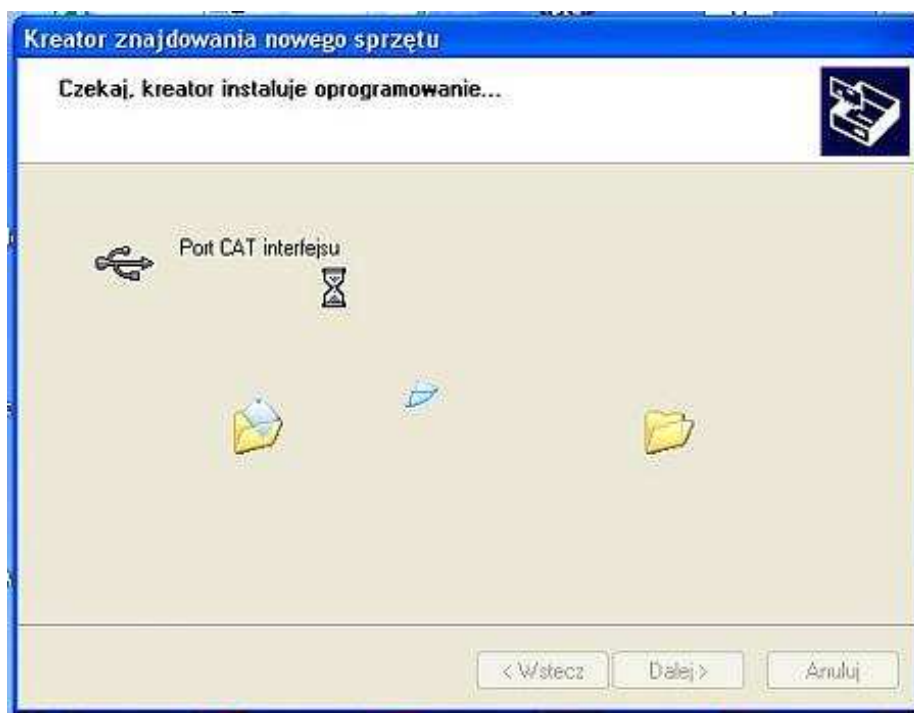 Kreator znajdowania nowego sprzętu
Czekaj, kreator instaluje oprogramowanie...
Port CAT interfejsu
< Wstecz
Dalej >
Anuluj